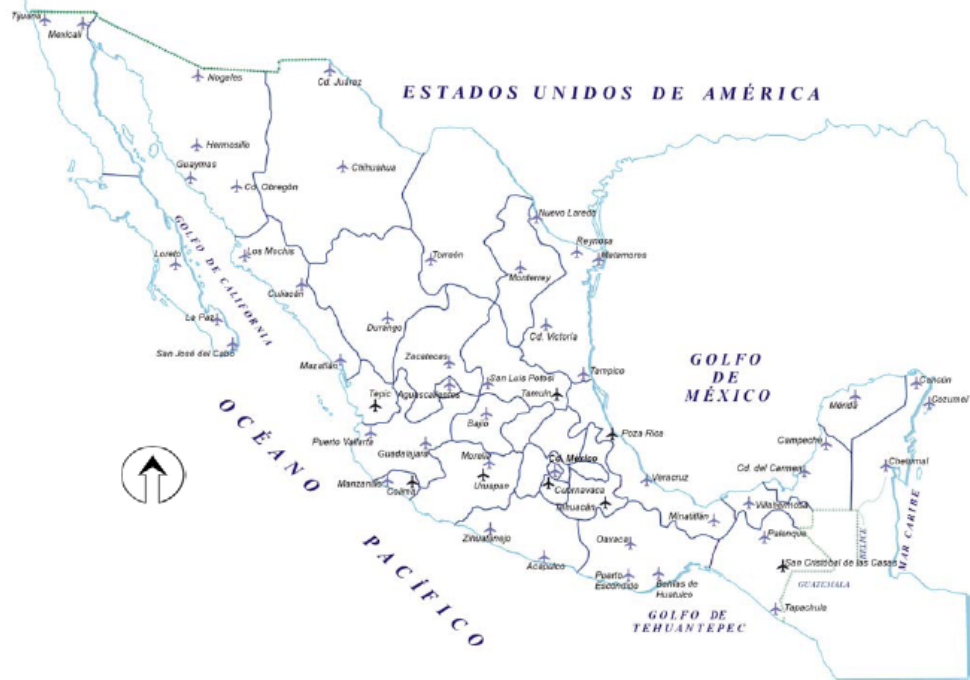 Tijuana
Mexicali
Nogales
Cd. Juárez
ESTADOS UNIDOS DE AMÉRICA
Hermosillo
Guaymas
Chihuahua
Cd. Obregón
GOLFO DE CALIFORNIA
Nuevo Laredo
Reynosa
Matamoros
Los Mochis
Loreto
Torreón
Monterrey
Culiacán
La Paz
Durango
Cd. Victoria
San José del Cabo
Mazatlán
Zacatecas
GOLFO
DE
MÉXICO
Tampico
San Luis Potosí
Cancún
Tepic
Aguascalientes
Tamuín
Mérida
Cozumel
OCÉANO PACÍFICO
Bajío
Puerto Vallarta
Poza Rica
Campeche
Guadalajara
Morelia
Cd. México
Chetumal
Cd. del Carmen
Manzanillo
Colima
Uruapan
Cuernavaca
Veracruz
Tehuacán
Villahermosa
Minatitlán
MAR CARIBE
Zihuatanejo
Oaxaca
Palenque
BELICE
Acapulco
San Cristobal de las Casas
Puerto
Escondido
Bahías de
Huatulco
GUATEMALA
GOLFO DE
TEHUANTEPEC
Tapachula